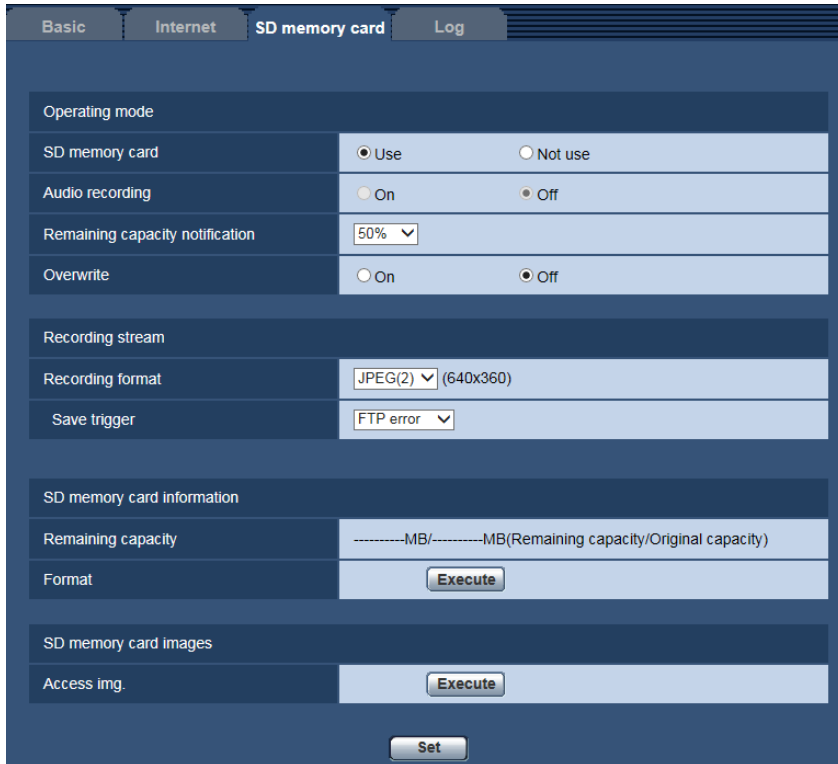 Basic Internet SD memory card Log
Operating mode
SD memory card Use Not use
Audio recording On Off
Remaining capacity notification 50%
Overwrite On Off
Recording stream
Recording format JPEG(2) (640x360)
Save trigger FTP error
SD memory card information
Remaining capacity ----------MB/----------MB(Remaining capacity/Original capacity)
Format Execute
SD memory card images
Access img. Execute
Set